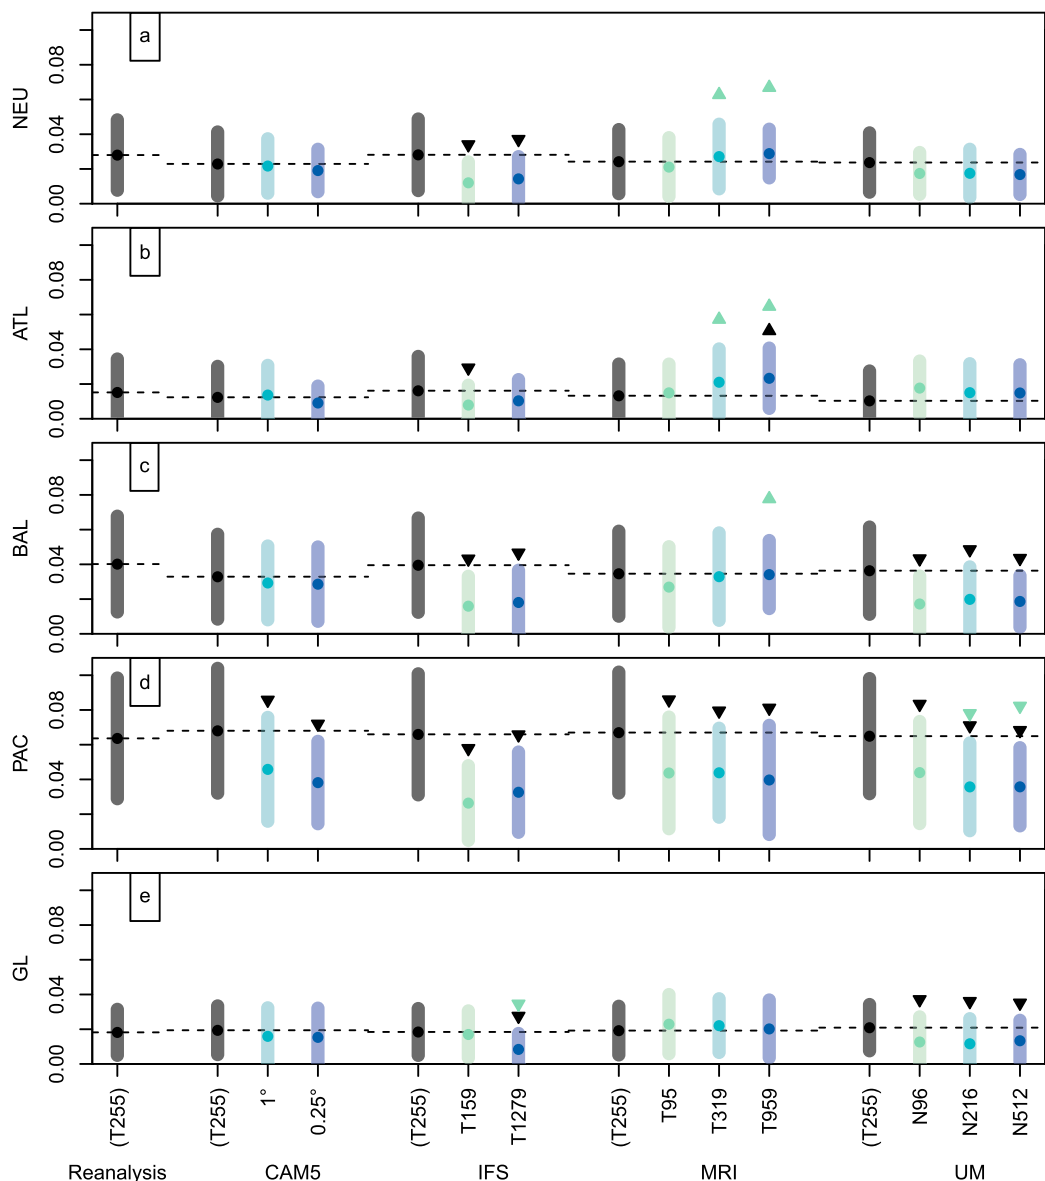 a
NEU
0.00 0.04 0.08
b
ATL
0.00 0.04 0.08
c
BAL
0.00 0.04 0.08
d
PAC
0.00 0.04 0.08
e
GL
0.00 0.04 0.08
(T255) (T255) 1° 0.25° (T255) T159 T1279 (T255) T95 T319 T959 (T255) N96 N216 N512
Reanalysis CAM5 IFS MRI UM